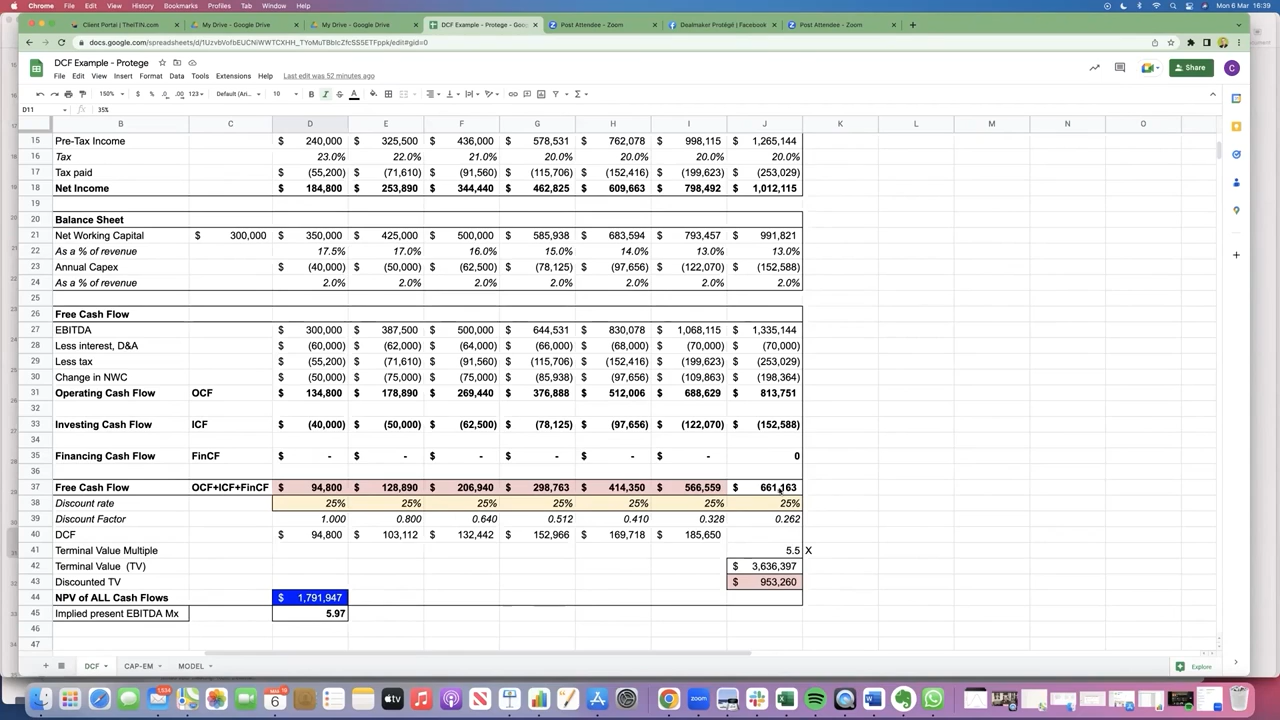 Chrome File Edit View History Bookmarks Profiles Tab Window Help Mon 6 Mar 16:39
Client Portal | TheITIN.com My Drive - Google Drive My Drive - Google Drive DCF Example - Protege - Goo Post Attendee - Zoom Dealmaker Protégé | Facebook Post Attendee - Zoom
DCF Example - Protege
File Edit View Insert Format Data Tools Extensions Help Last edit was 52 minutes ago
Share C
150% $ % .0 .00 123 Default (Ari... 10 B I S A
D11 fx 35%
B C D E F G H I J K L M N O
15 Pre-Tax Income $ 240,000 $ 325,500 $ 436,000 $ 578,531 $ 762,078 $ 998,115 $ 1,265,144
16 Tax 23.0% 22.0% 21.0% 20.0% 20.0% 20.0% 20.0%
17 Tax paid $ (55,200) $ (71,610) $ (91,560) $ (115,706) $ (152,416) $ (199,623) $ (253,029)
18 Net Income $ 184,800 $ 253,890 $ 344,440 $ 462,825 $ 609,663 $ 798,492 $ 1,012,115
19
20 Balance Sheet
21 Net Working Capital $ 300,000 $ 350,000 $ 425,000 $ 500,000 $ 585,938 $ 683,594 $ 793,457 $ 991,821
22 As a % of revenue 17.5% 17.0% 16.0% 15.0% 14.0% 13.0% 13.0%
23 Annual Capex $ (40,000) $ (50,000) $ (62,500) $ (78,125) $ (97,656) $ (122,070) $ (152,588)
24 As a % of revenue 2.0% 2.0% 2.0% 2.0% 2.0% 2.0% 2.0%
25
26 Free Cash Flow
27 EBITDA $ 300,000 $ 387,500 $ 500,000 $ 644,531 $ 830,078 $ 1,068,115 $ 1,335,144
28 Less interest, D&A $ (60,000) $ (62,000) $ (64,000) $ (66,000) $ (68,000) $ (70,000) $ (70,000)
29 Less tax $ (55,200) $ (71,610) $ (91,560) $ (115,706) $ (152,416) $ (199,623) $ (253,029)
30 Change in NWC $ (50,000) $ (75,000) $ (75,000) $ (85,938) $ (97,656) $ (109,863) $ (198,364)
31 Operating Cash Flow OCF $ 134,800 $ 178,890 $ 269,440 $ 376,888 $ 512,006 $ 688,629 $ 813,751
32
33 Investing Cash Flow ICF $ (40,000) $ (50,000) $ (62,500) $ (78,125) $ (97,656) $ (122,070) $ (152,588)
34
35 Financing Cash Flow FinCF $ - $ - $ - $ - $ - $ - 0
36
37 Free Cash Flow OCF+ICF+FinCF $ 94,800 $ 128,890 $ 206,940 $ 298,763 $ 414,350 $ 566,559 $ 661,163
38 Discount rate 25% 25% 25% 25% 25% 25% 25%
39 Discount Factor 1.000 0.800 0.640 0.512 0.410 0.328 0.262
40 DCF $ 94,800 $ 103,112 $ 132,442 $ 152,966 $ 169,718 $ 185,650
41 Terminal Value Multiple 5.5 X
42 Terminal Value (TV) $ 3,636,397
43 Discounted TV $ 953,260
44 NPV of ALL Cash Flows $ 1,791,947
45 Implied present EBITDA Mx 5.97
46
47
DCF CAP-EM MODEL Explore